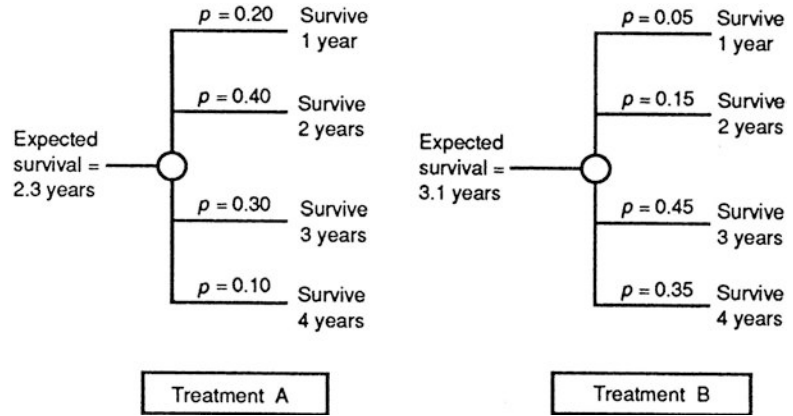 p = 0.20 Survive
1 year
p = 0.40 Survive
2 years
Expected
survival =
2.3 years
p = 0.30 Survive
3 years
p = 0.10 Survive
4 years
Treatment A
p = 0.05 Survive
1 year
p = 0.15 Survive
2 years
Expected
survival =
3.1 years
p = 0.45 Survive
3 years
p = 0.35 Survive
4 years
Treatment B